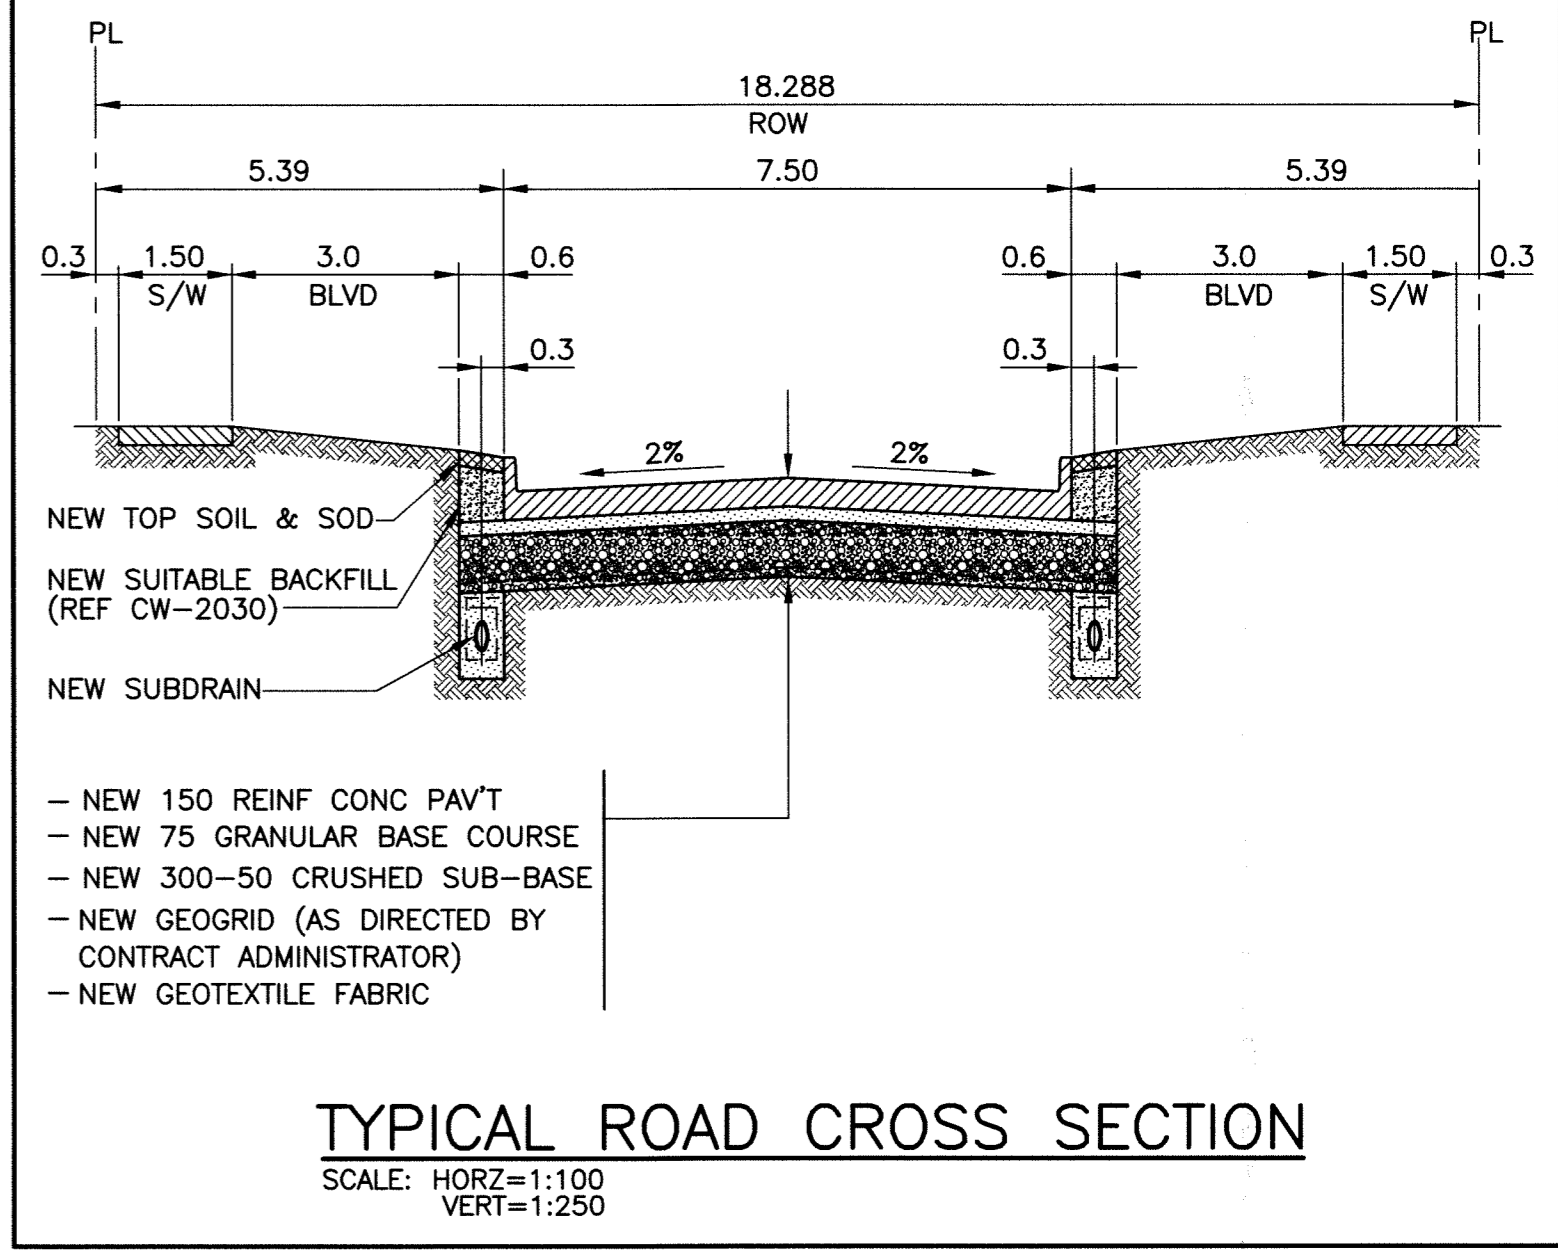 PL PL
18.288
ROW
5.39 7.50 5.39
0.3 1.50 3.0 0.6 0.6 3.0 1.50 0.3
S/W BLVD BLVD S/W
0.3 0.3
2% 2%
NEW TOP SOIL & SOD
NEW SUITABLE BACKFILL
(REF CW-2030)
NEW SUBDRAIN
- NEW 150 REINF CONC PAV'T
- NEW 75 GRANULAR BASE COURSE
- NEW 300-50 CRUSHED SUB-BASE
- NEW GEOGRID (AS DIRECTED BY
CONTRACT ADMINISTRATOR)
- NEW GEOTEXTILE FABRIC
TYPICAL ROAD CROSS SECTION
SCALE: HORZ=1:100
VERT=1:250